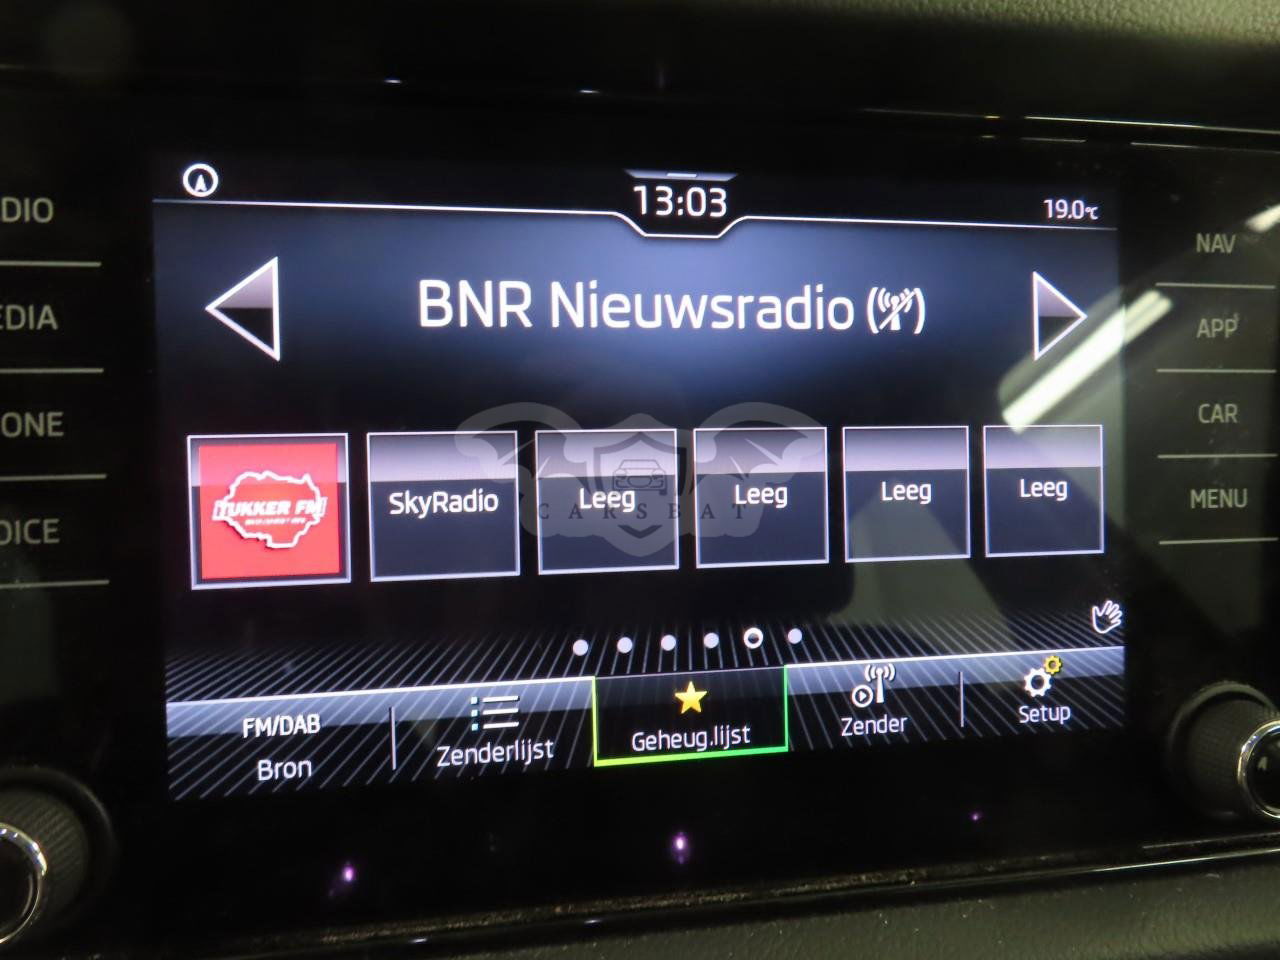 13:03
19.0°C
BNR Nieuwsradio
DIO
EDIA
ONE
OICE
NAV
APP
CAR
MENU
TUKKER FM
SkyRadio
Leeg
Leeg
Leeg
Leeg
CARSBAT
FM/DAB
Bron
Zenderlijst
Geheug.lijst
Zender
Setup